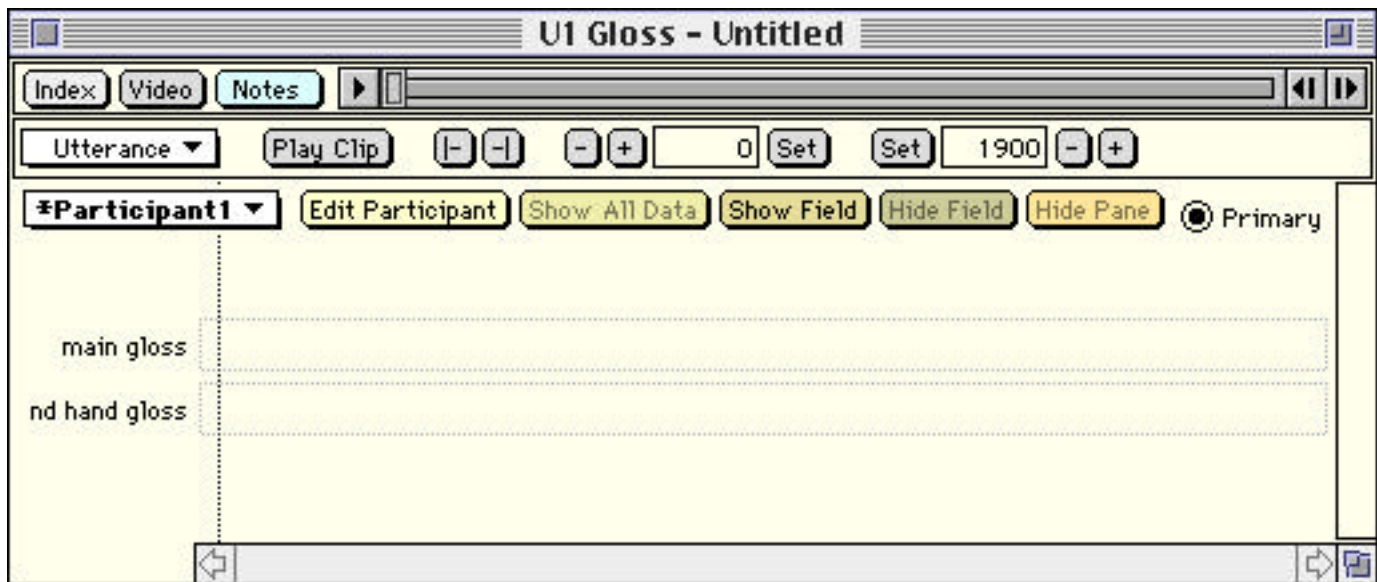 U1 Gloss - Untitled
Index Video Notes
Utterance Play Clip |- -| - + 0 Set Set 1900 - +
*Participant1 Edit Participant Show All Data Show Field Hide Field Hide Pane Primary
main gloss
nd hand gloss